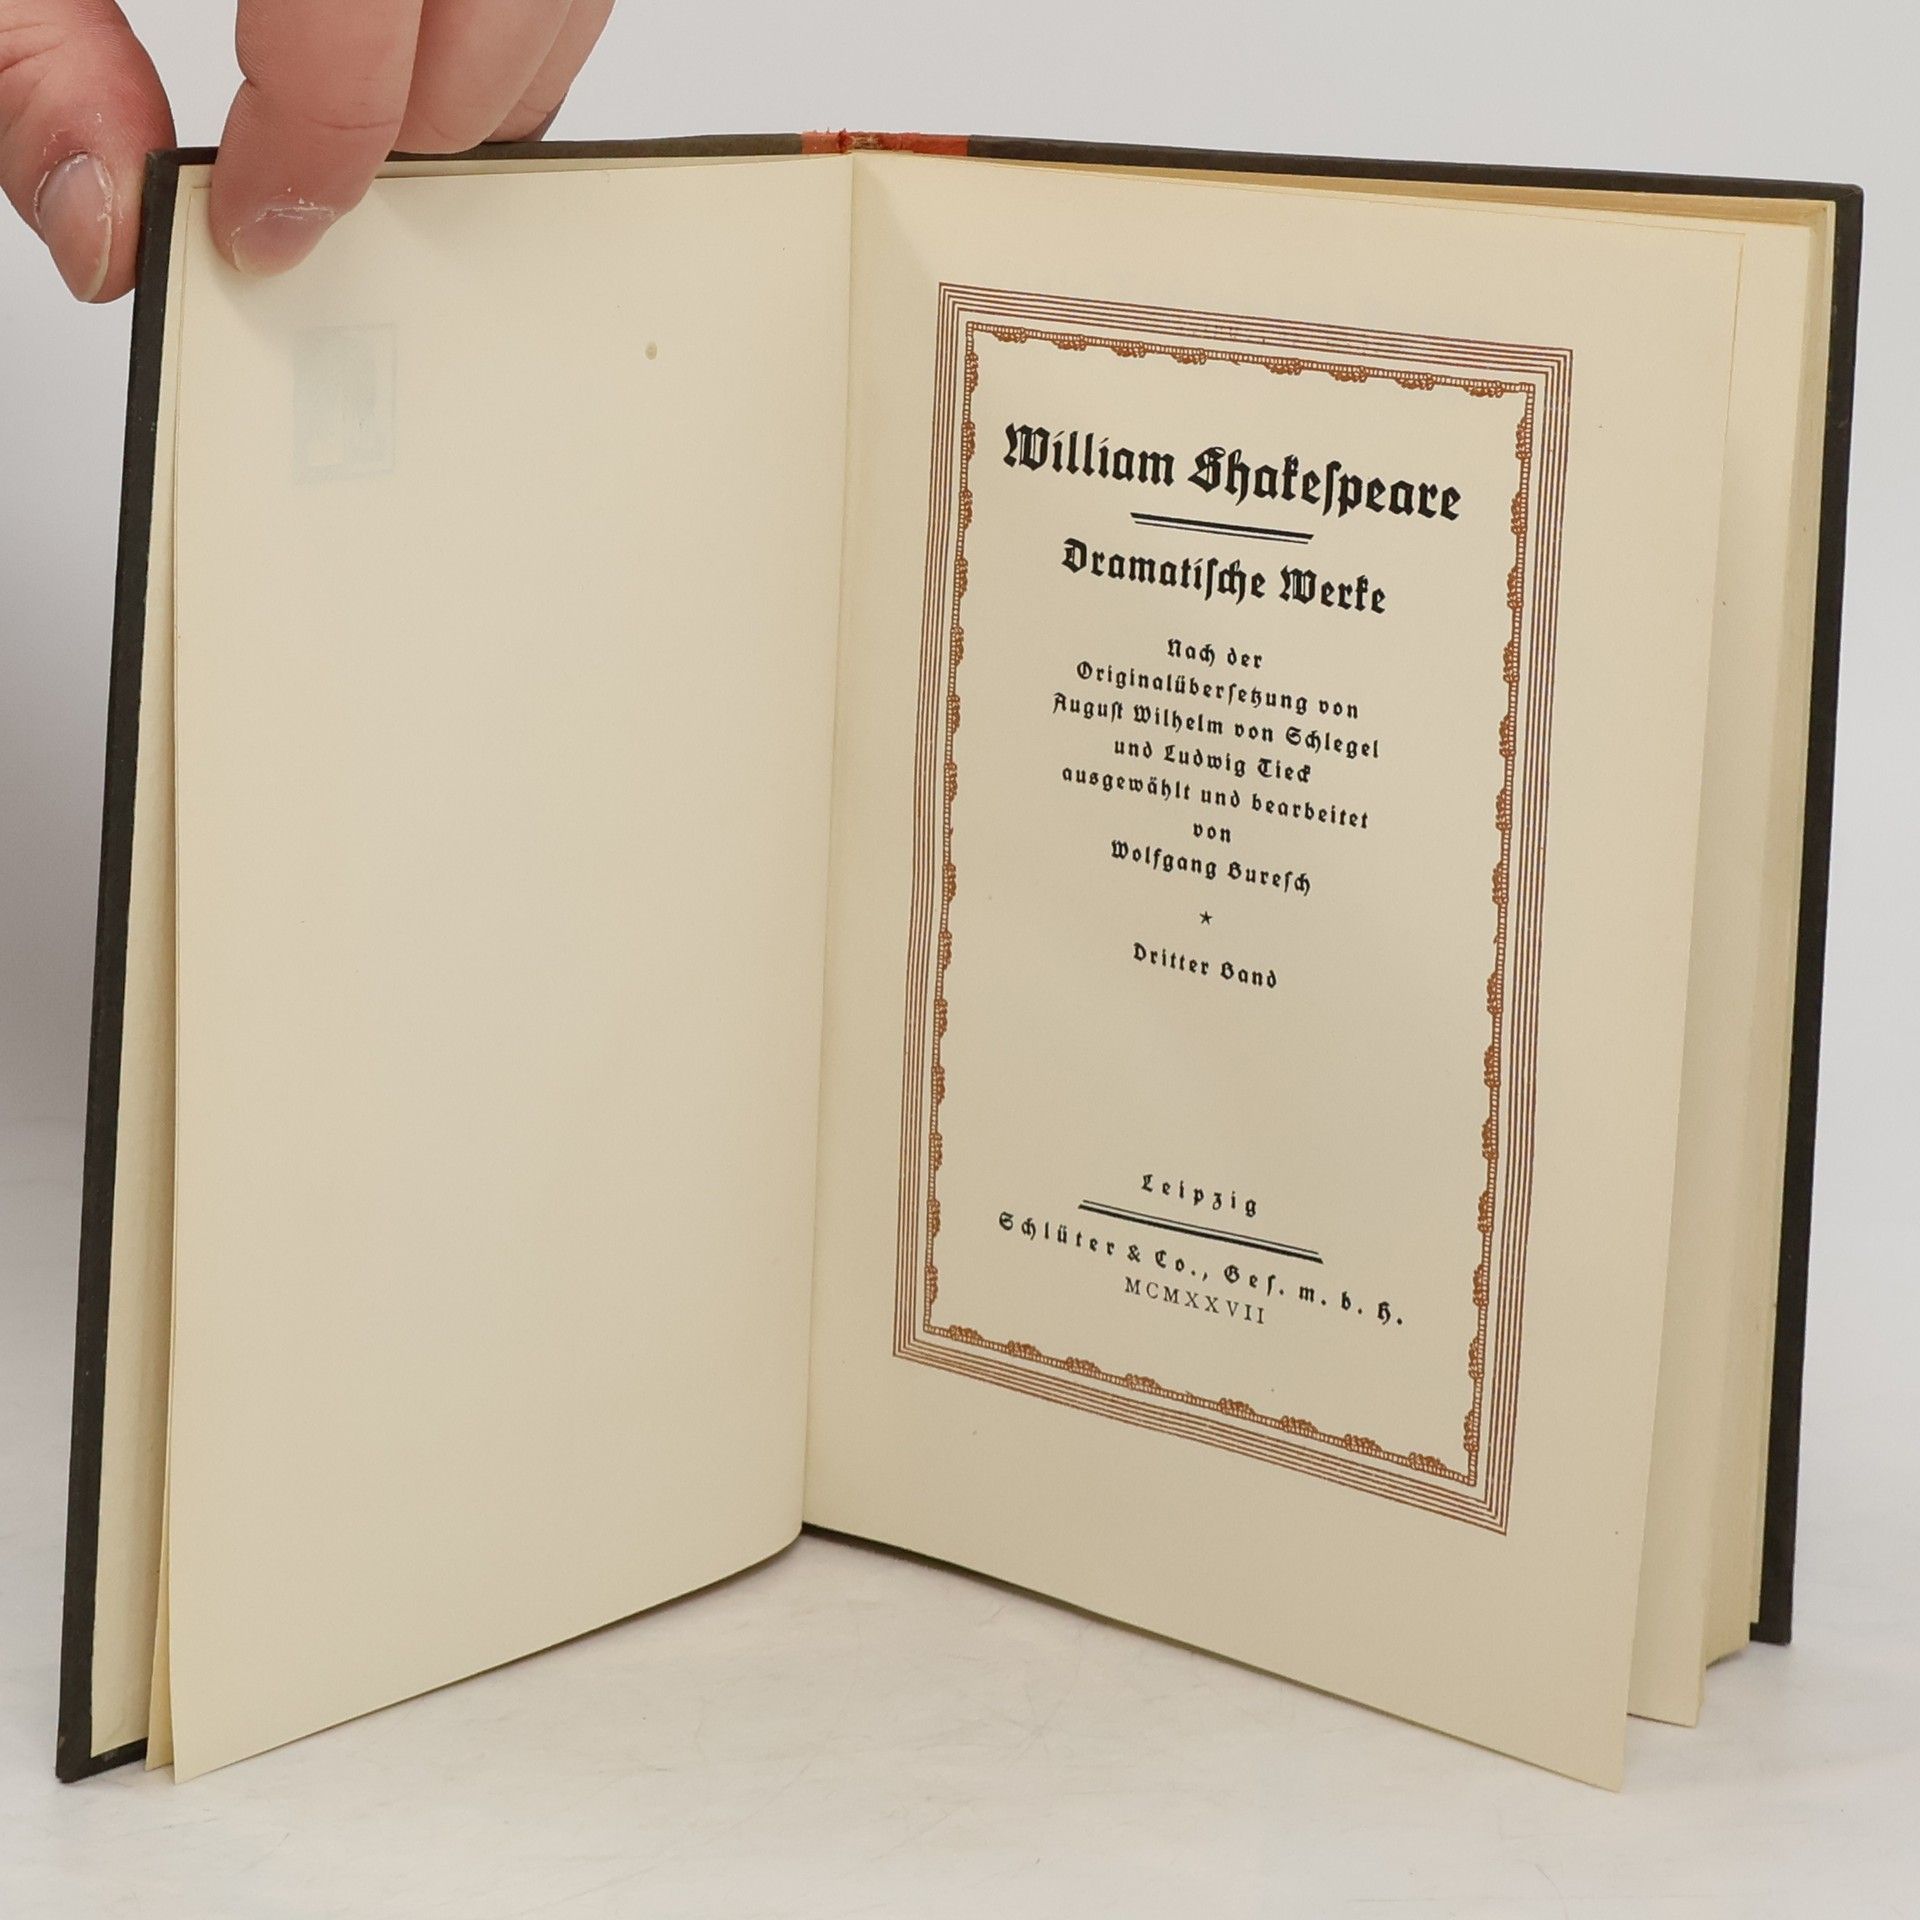 William Shakeſpeare
Dramatiſche Werke
Nach der
Originalüberſetzung von
Auguſt Wilhelm von Schlegel
und Ludwig Tieck
ausgewählt und bearbeitet
von
Wolfgang Bureſch
*
Dritter Band
Leipzig
Schlüter & Co., Geſ. m. b. H.
MCMXXVII